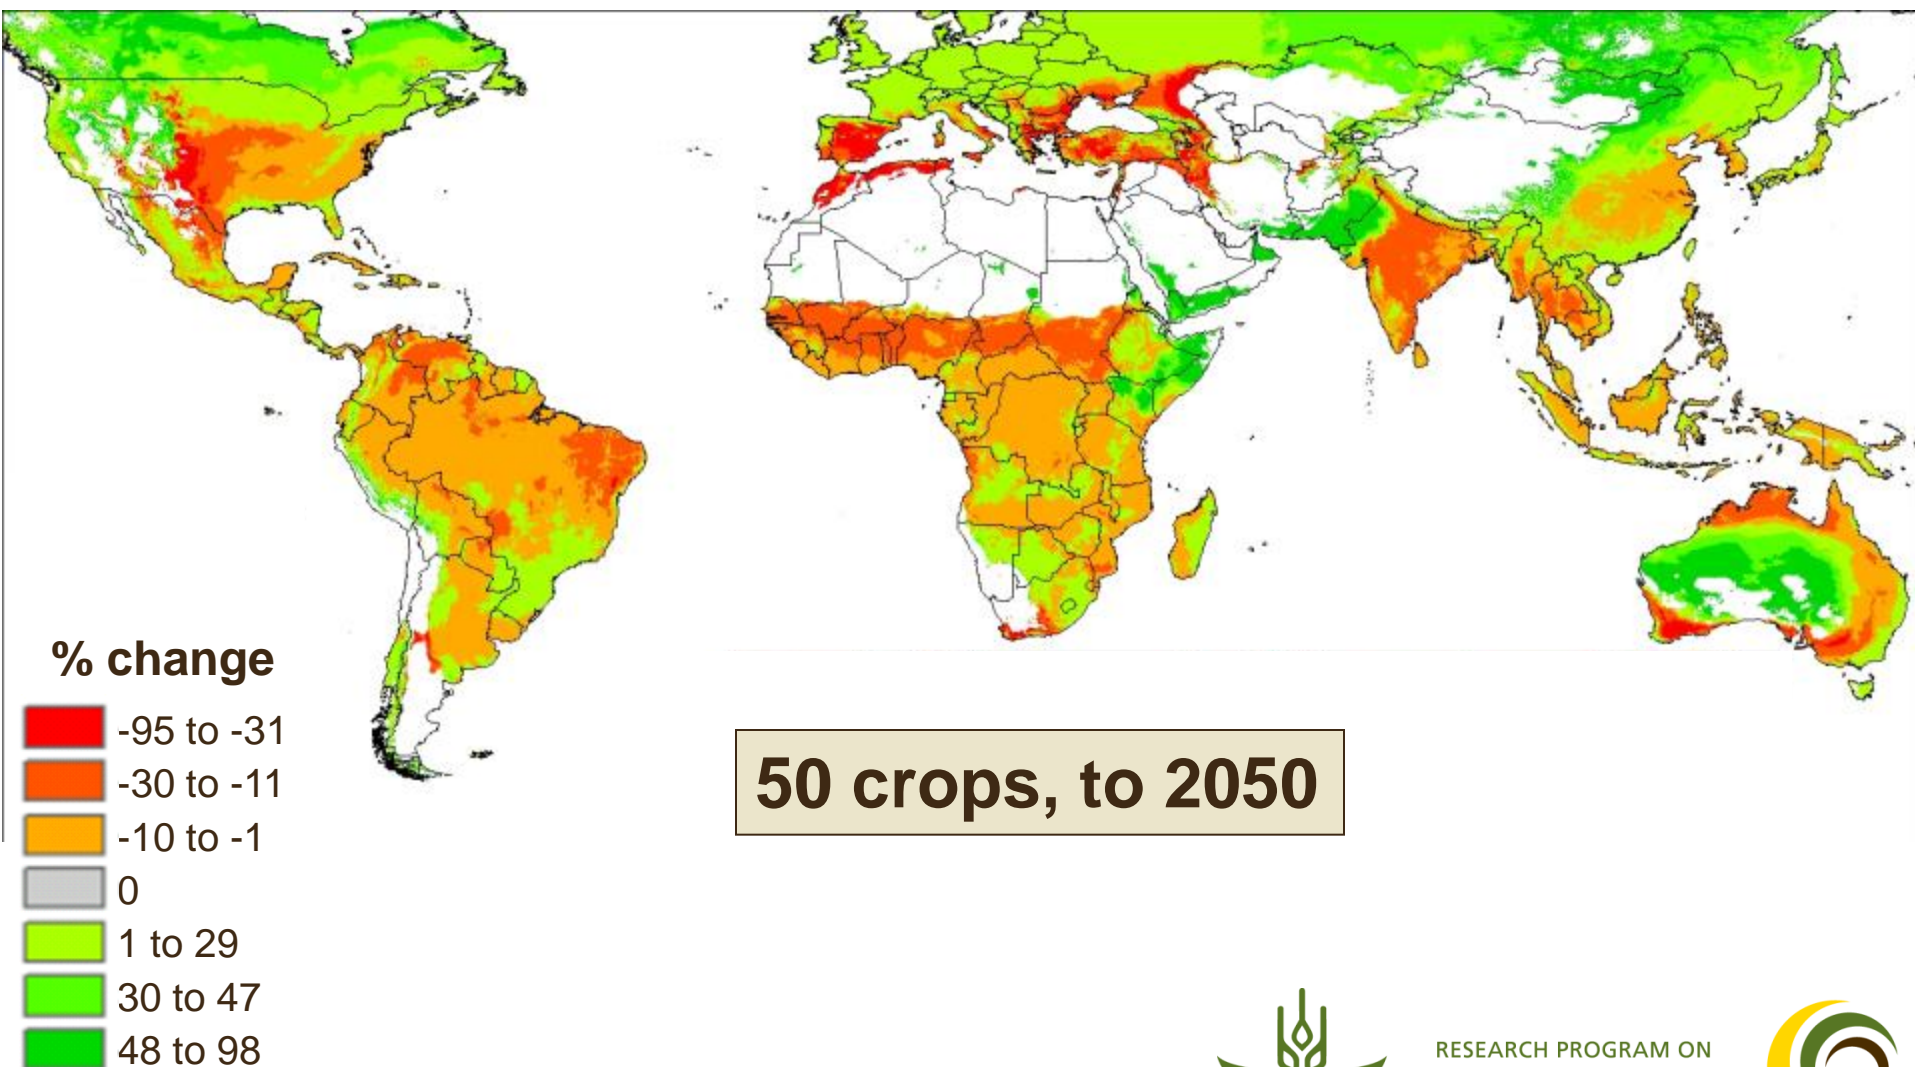 % change
-95 to -31
-30 to -11
-10 to -1
0
1 to 29
30 to 47
48 to 98
50 crops, to 2050
RESEARCH PROGRAM ON